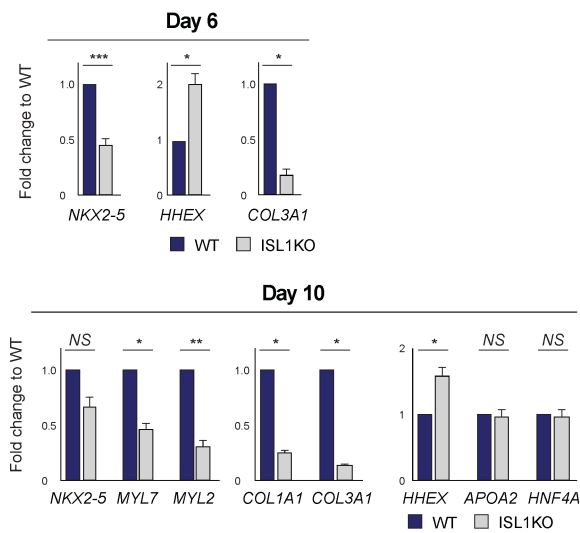 Day 6
Fold change to WT
*** * *
1.0 2 1.0
0.5 1 0.5
0 0 0
NKX2-5 HHEX COL3A1
WT ISL1KO
Day 10
Fold change to WT
NS * ** * * * NS NS
1.0 1.0 2
0.5 0.5 1
0 0 0
NKX2-5 MYL7 MYL2 COL1A1 COL3A1 HHEX APOA2 HNF4A
WT ISL1KO